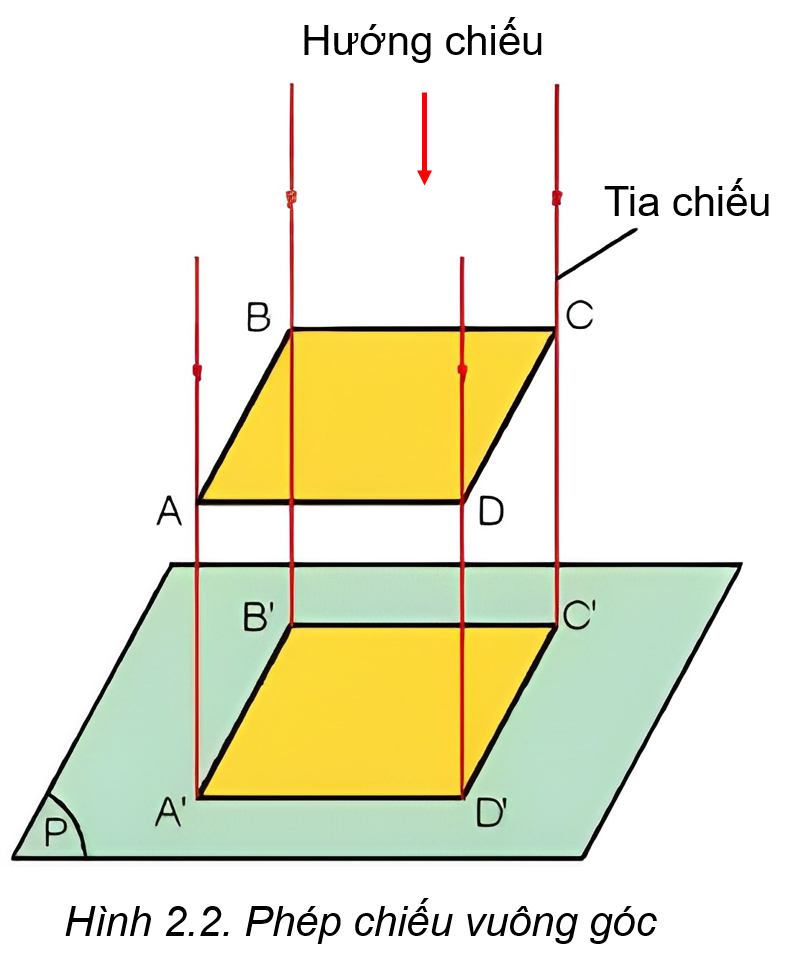 Hướng chiếu
Tia chiếu
B
C
A
D
B'
C'
A'
D'
P
Hình 2.2. Phép chiếu vuông góc